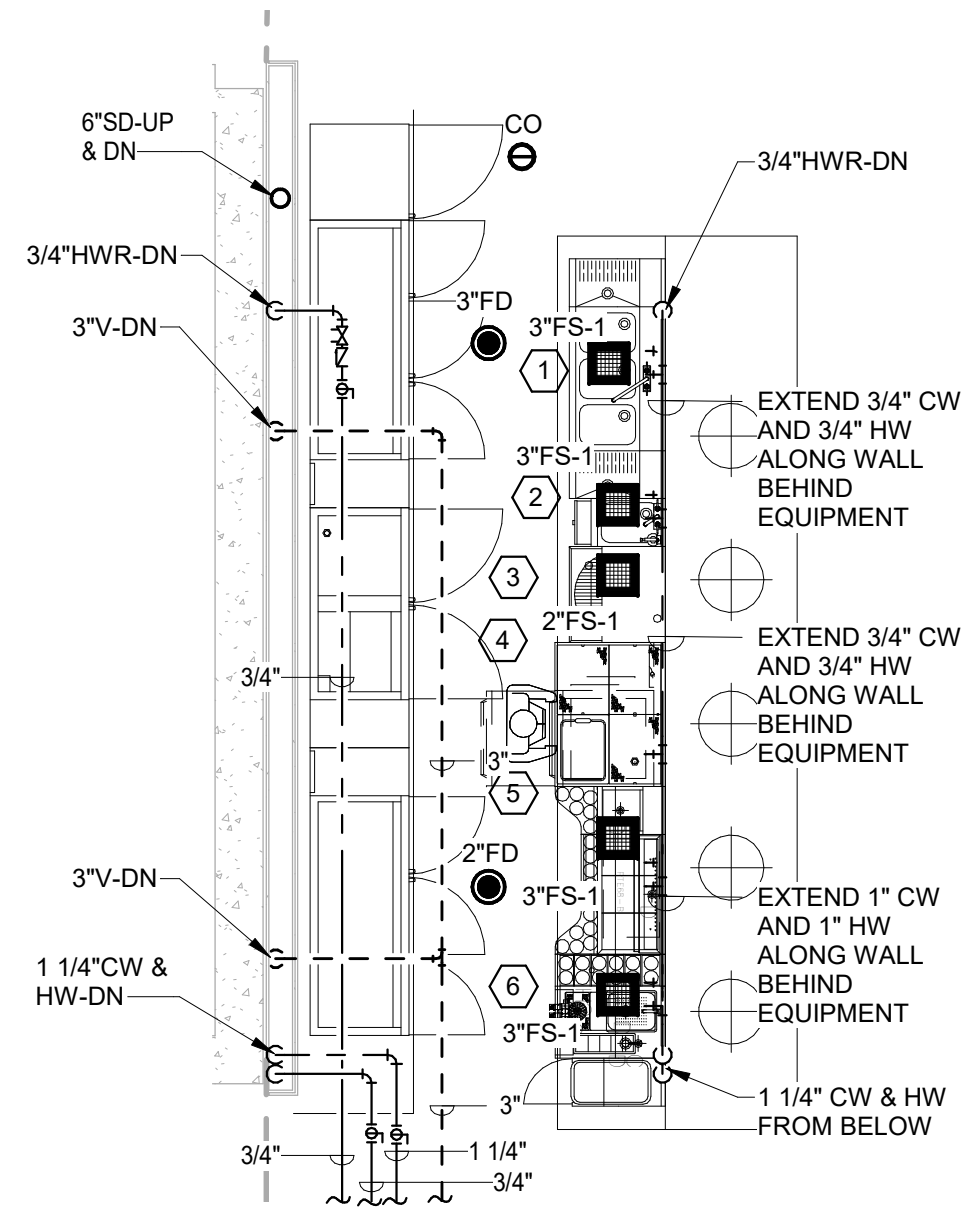 CO
6"SD-UP
& DN
3/4"HWR-DN
3/4"HWR-DN
3"V-DN
3"FD
3"FS-1
1
EXTEND 3/4" CW
AND 3/4" HW
ALONG WALL
BEHIND
EQUIPMENT
3"FS-1
2
3
2"FS-1
4
EXTEND 3/4" CW
AND 3/4" HW
ALONG WALL
BEHIND
EQUIPMENT
3/4"
3"
5
2"FD
3"V-DN
3"FS-1
EXTEND 1" CW
AND 1" HW
ALONG WALL
BEHIND
EQUIPMENT
1 1/4"CW &
HW-DN
6
3"FS-1
3"
1 1/4" CW & HW
FROM BELOW
3/4"
1 1/4"
3/4"